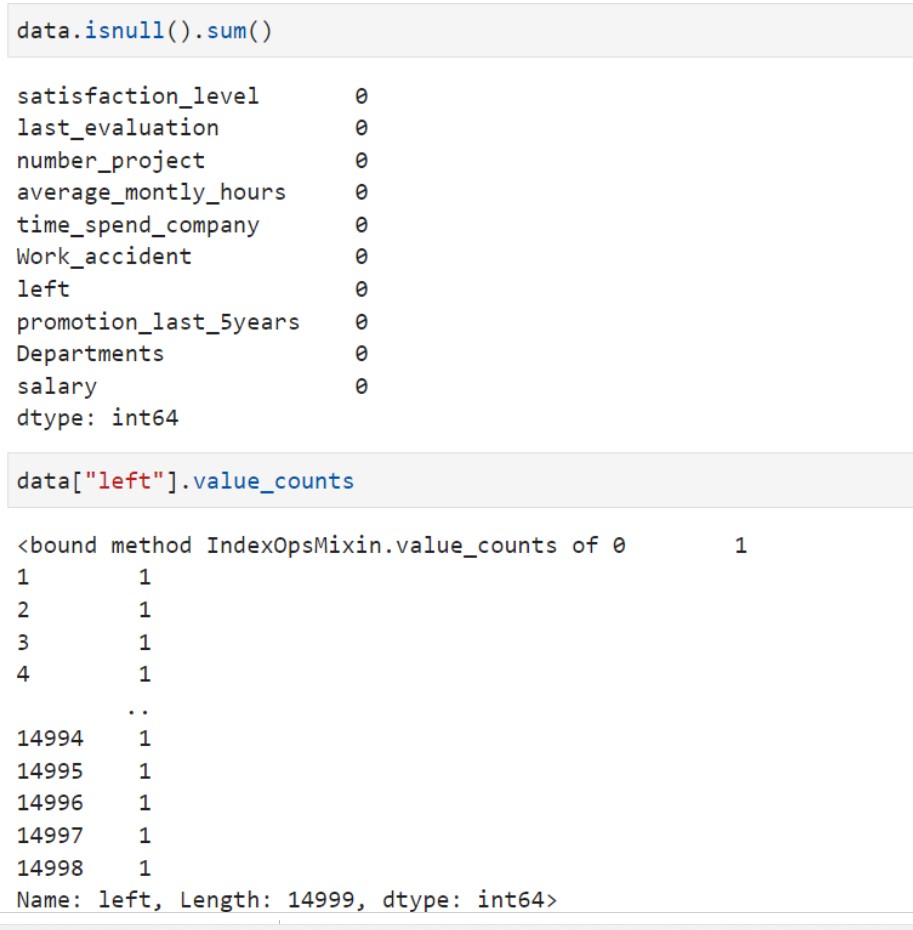 data.isnull().sum()
satisfaction_level 0
last_evaluation 0
number_project 0
average_montly_hours 0
time_spend_company 0
Work_accident 0
left 0
promotion_last_5years 0
Departments 0
salary 0
dtype: int64
data["left"].value_counts
<bound method IndexOpsMixin.value_counts of 0 1
1 1
2 1
3 1
4 1
..
14994 1
14995 1
14996 1
14997 1
14998 1
Name: left, Length: 14999, dtype: int64>